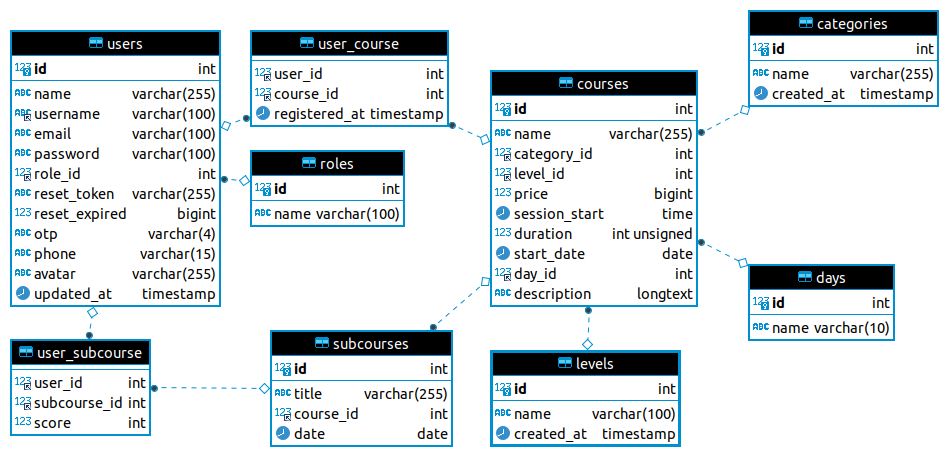 users
id int
name varchar(255)
username varchar(100)
email varchar(100)
password varchar(100)
role_id int
reset_token varchar(255)
reset_expired bigint
otp varchar(4)
phone varchar(15)
avatar varchar(255)
updated_at timestamp
user_course
user_id int
course_id int
registered_at timestamp
roles
id int
name varchar(100)
courses
id int
name varchar(255)
category_id int
level_id int
price bigint
session_start time
duration int unsigned
start_date date
day_id int
description longtext
categories
id int
name varchar(255)
created_at timestamp
days
id int
name varchar(10)
user_subcourse
user_id int
subcourse_id int
score int
subcourses
id int
title varchar(255)
course_id int
date date
levels
id int
name varchar(100)
created_at timestamp